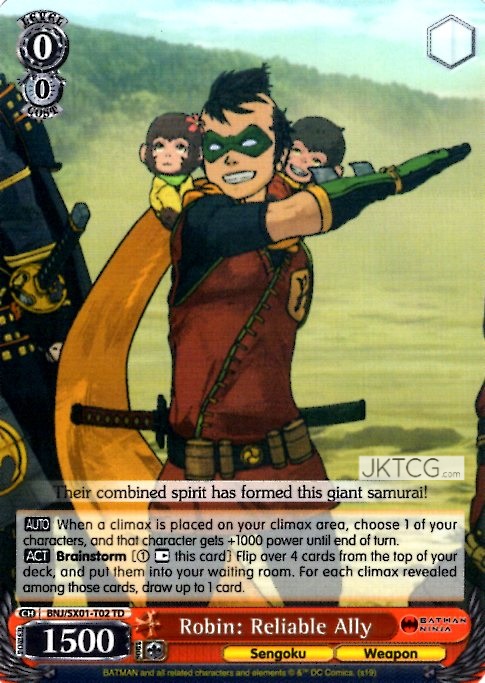 LEVEL
0
0
COST
JKTCG.com
Their combined spirit has formed this giant samurai!
AUTO When a climax is placed on your climax area, choose 1 of your
characters, and that character gets +1000 power until end of turn.
ACT Brainstorm [① this card] Flip over 4 cards from the top of your
deck, and put them into your waiting room. For each climax revealed
among those cards, draw up to 1 card.
CH BNJ/SX01-T02 TD
POWER
1500
SOUL
Robin: Reliable Ally
BATMAN
NINJA
Sengoku
Weapon
BATMAN and all related characters and elements © & ™ DC Comics. (s19)